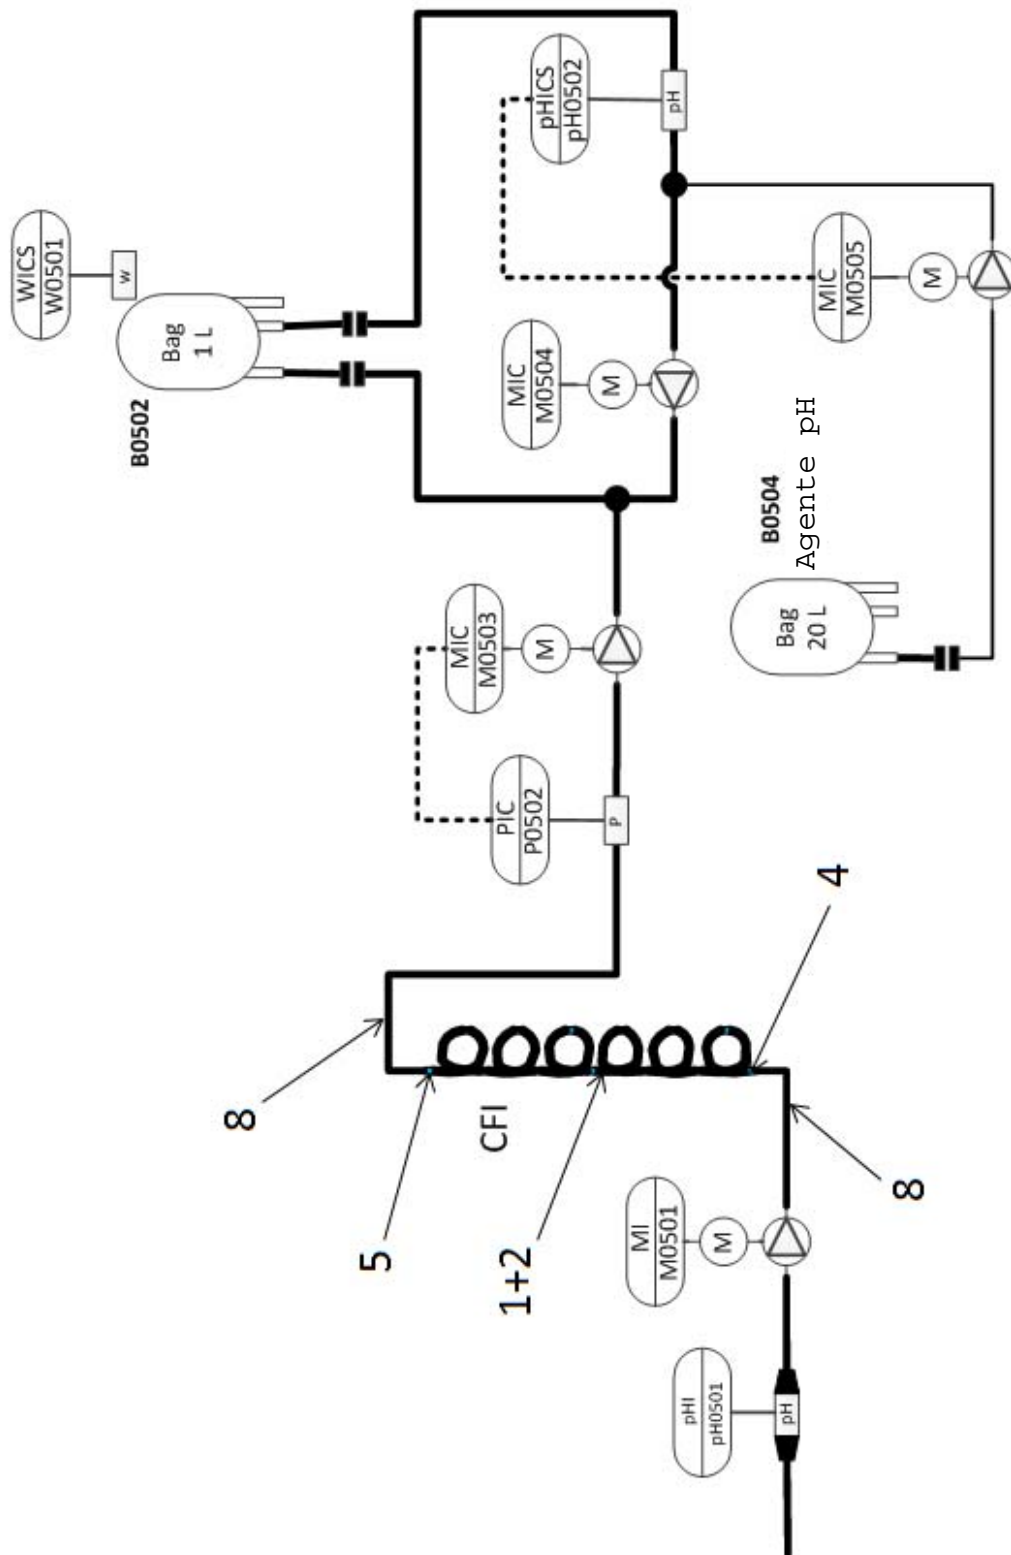 WICS
W0501
w
Bag
1 L
B0502
pHICS
pH0502
pH
MIC
M0504
M
MIC
M0505
M
B0504
Agente pH
Bag
20 L
MIC
M0503
M
PIC
P0502
P
8
5
CFI
1+2
4
8
MI
M0501
M
pHI
pH0501
pH